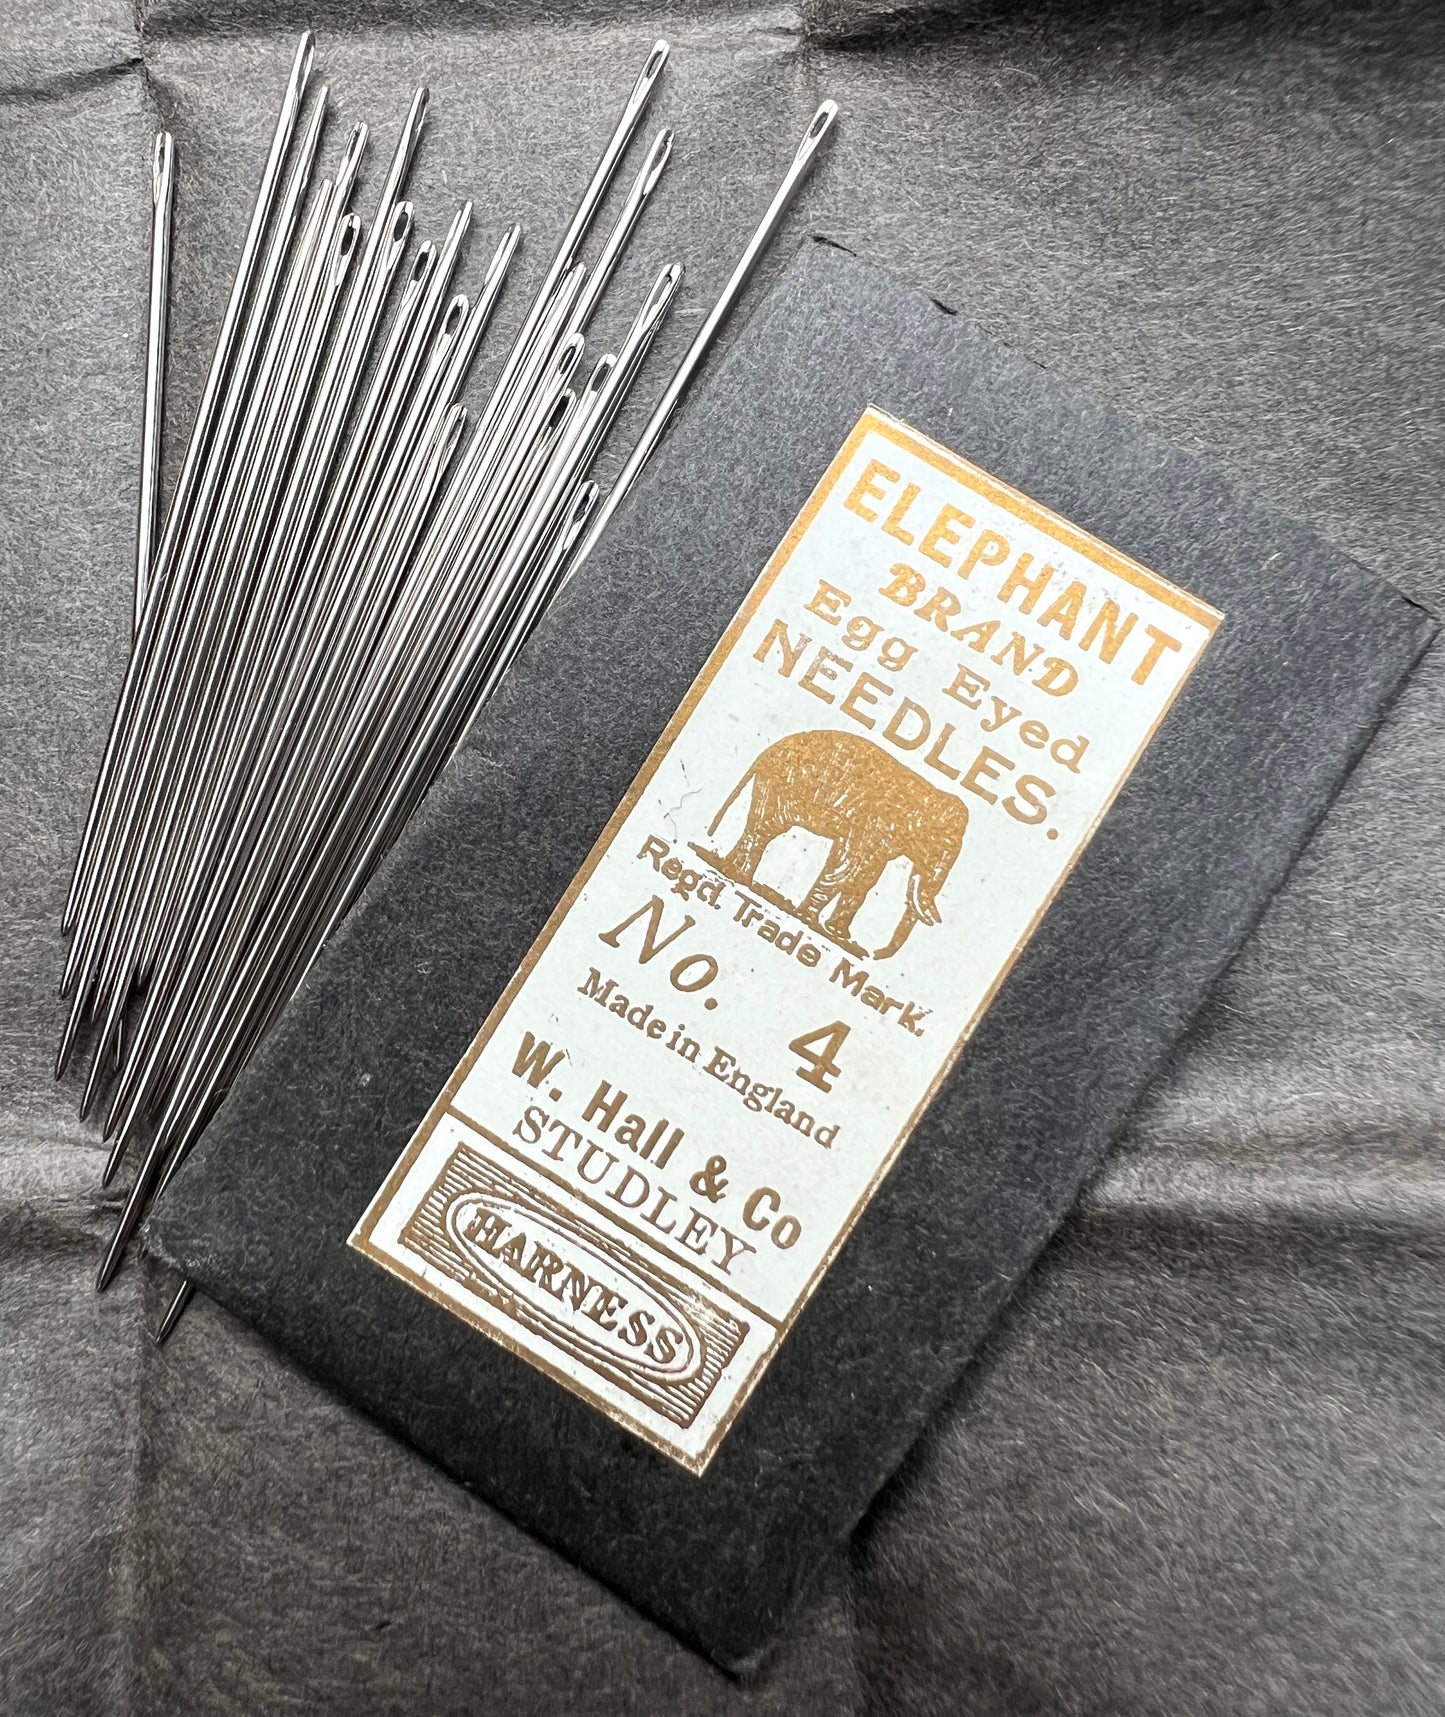 ELEPHANT
BRAND
Egg Eyed
NEEDLES.
Regd. Trade Mark.
No. 4
Made in England
W. Hall & Co
STUDLEY
HARNESS